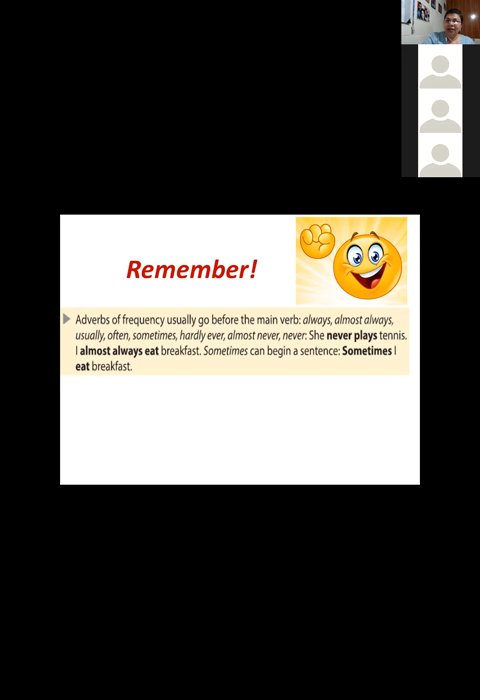 Remember!
Adverbs of frequency usually go before the main verb: always, almost always,
usually, often, sometimes, hardly ever, almost never, never: She never plays tennis.
I almost always eat breakfast. Sometimes can begin a sentence: Sometimes I
eat breakfast.